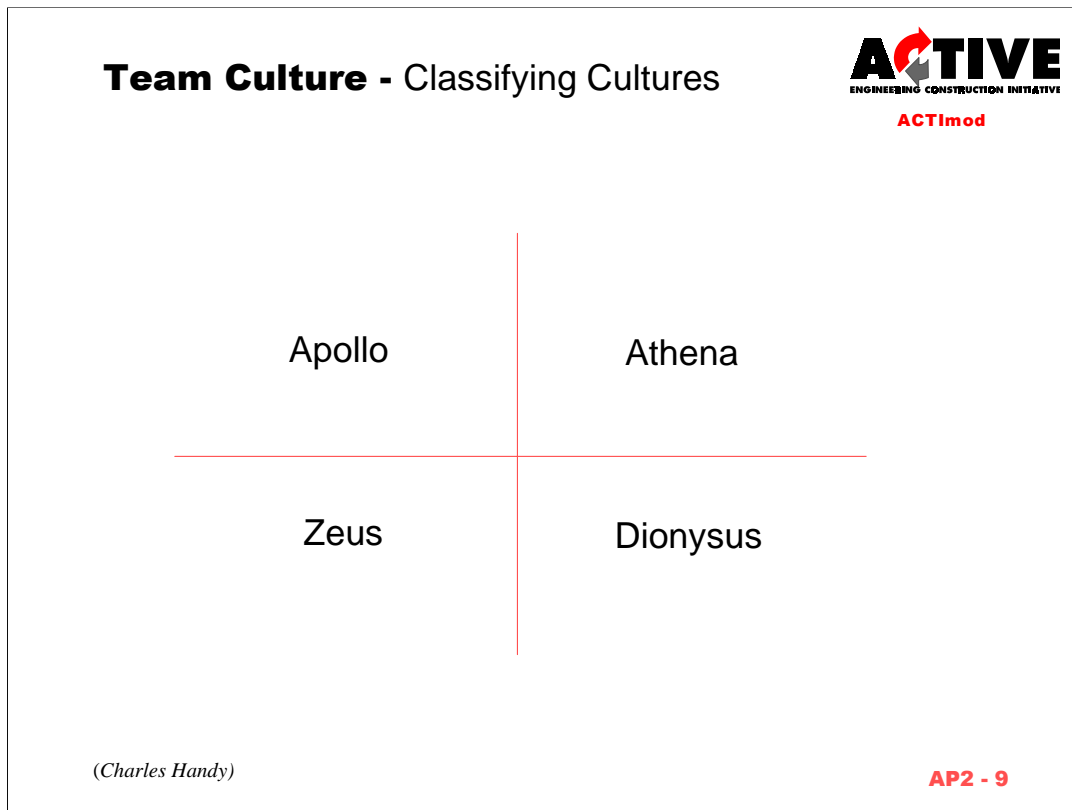 Team Culture - Classifying Cultures
ACTIVE
ENGINEERING CONSTRUCTION INITIATIVE
ACTImod
Apollo
Athena
Zeus
Dionysus
(Charles Handy)
AP2 - 9